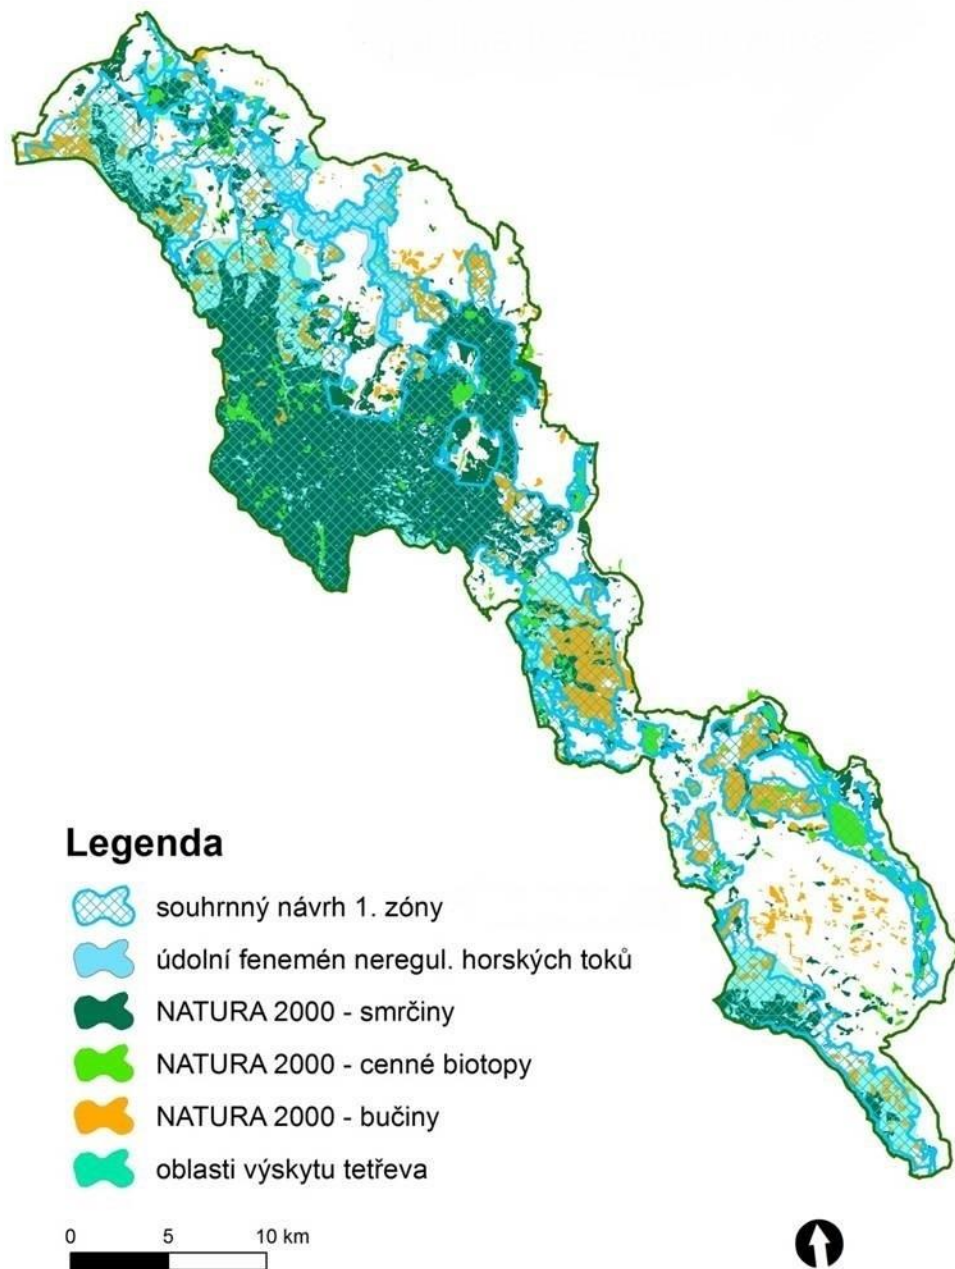 Legenda
souhrnný návrh 1. zóny
údolní fenemén neregul. horských toků
NATURA 2000 - smrčiny
NATURA 2000 - cenné biotopy
NATURA 2000 - bučiny
oblasti výskytu tetřeva
0 5 10 km